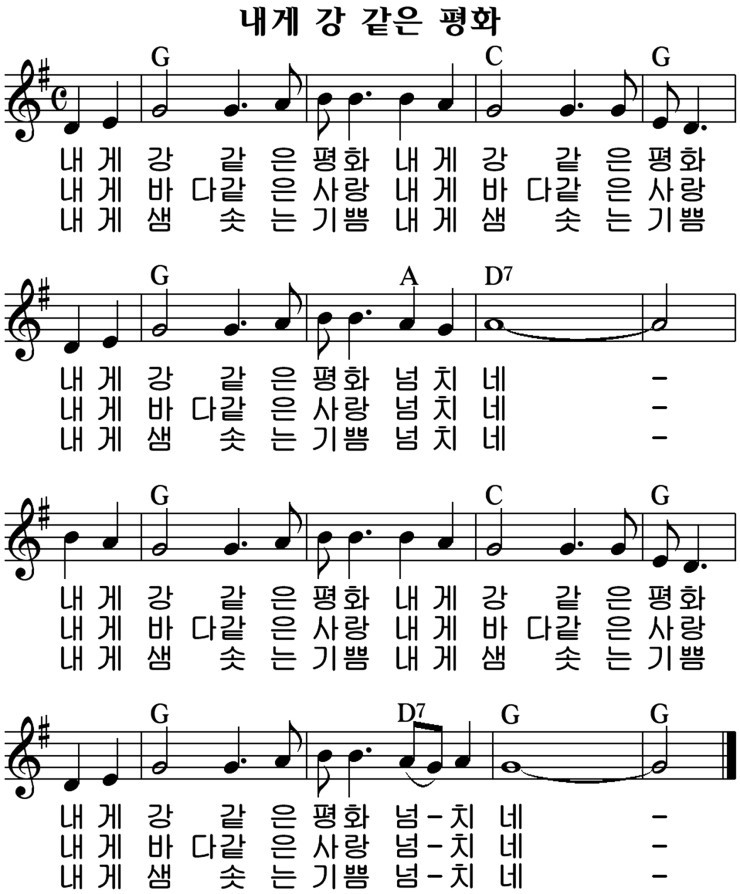 내게 강 같은 평화
G C G
내 게 강 같 은 평화 내 게 강 같 은 평화
내 게 바 다같 은 사랑 내 게 바 다같 은 사랑
내 게 샘 솟 는 기쁨 내 게 샘 솟 는 기쁨
G A D7
내 게 강 같 은 평화 넘 치 네 –
내 게 바 다같 은 사랑 넘 치 네 –
내 게 샘 솟 는 기쁨 넘 치 네 –
G C G
내 게 강 같 은 평화 내 게 강 같 은 평화
내 게 바 다같 은 사랑 내 게 바 다같 은 사랑
내 게 샘 솟 는 기쁨 내 게 샘 솟 는 기쁨
G D7 G G
내 게 강 같 은 평화 넘–치 네 –
내 게 바 다같 은 사랑 넘–치 네 –
내 게 샘 솟 는 기쁨 넘–치 네 –